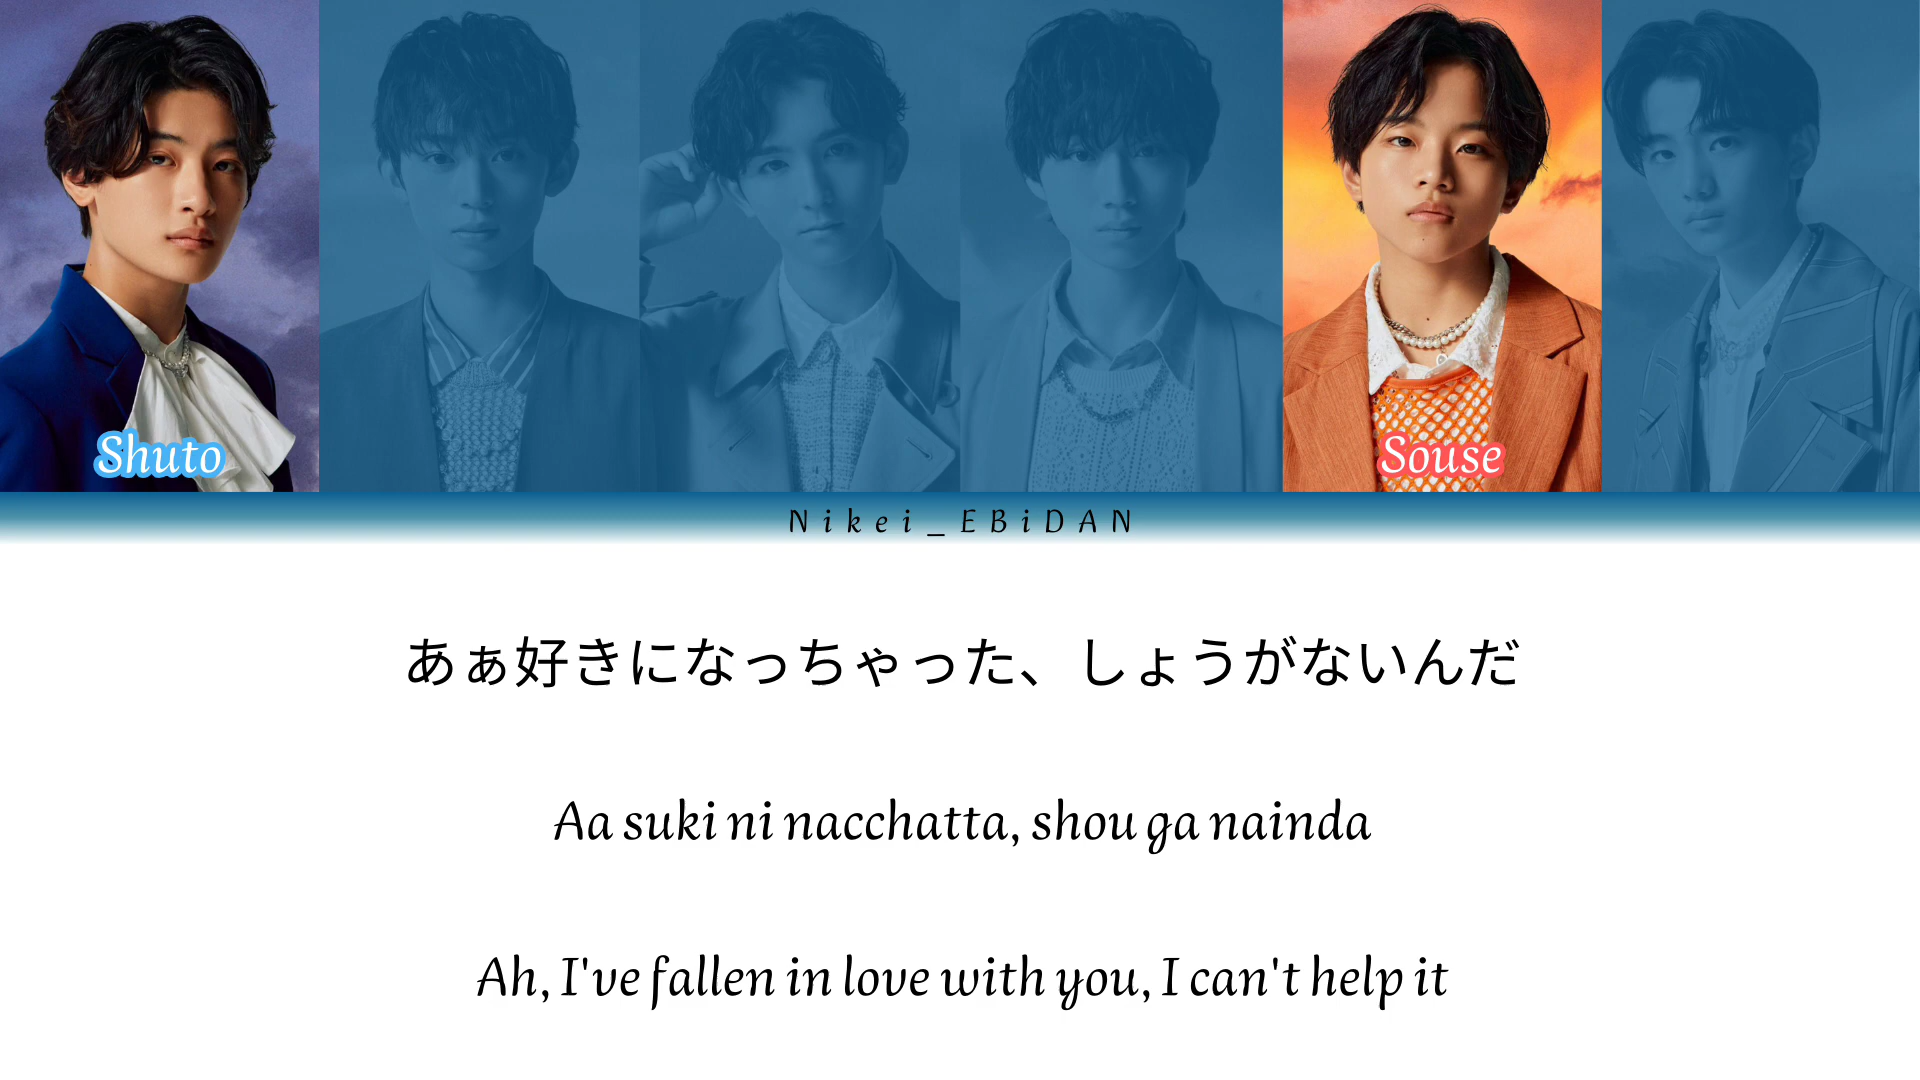 Shuto
Souse
Nikei_EBiDAN
あぁ好きになっちゃった、しょうがないんだ
Aa suki ni nacchatta, shou ga nainda
Ah, I've fallen in love with you, I can't help it